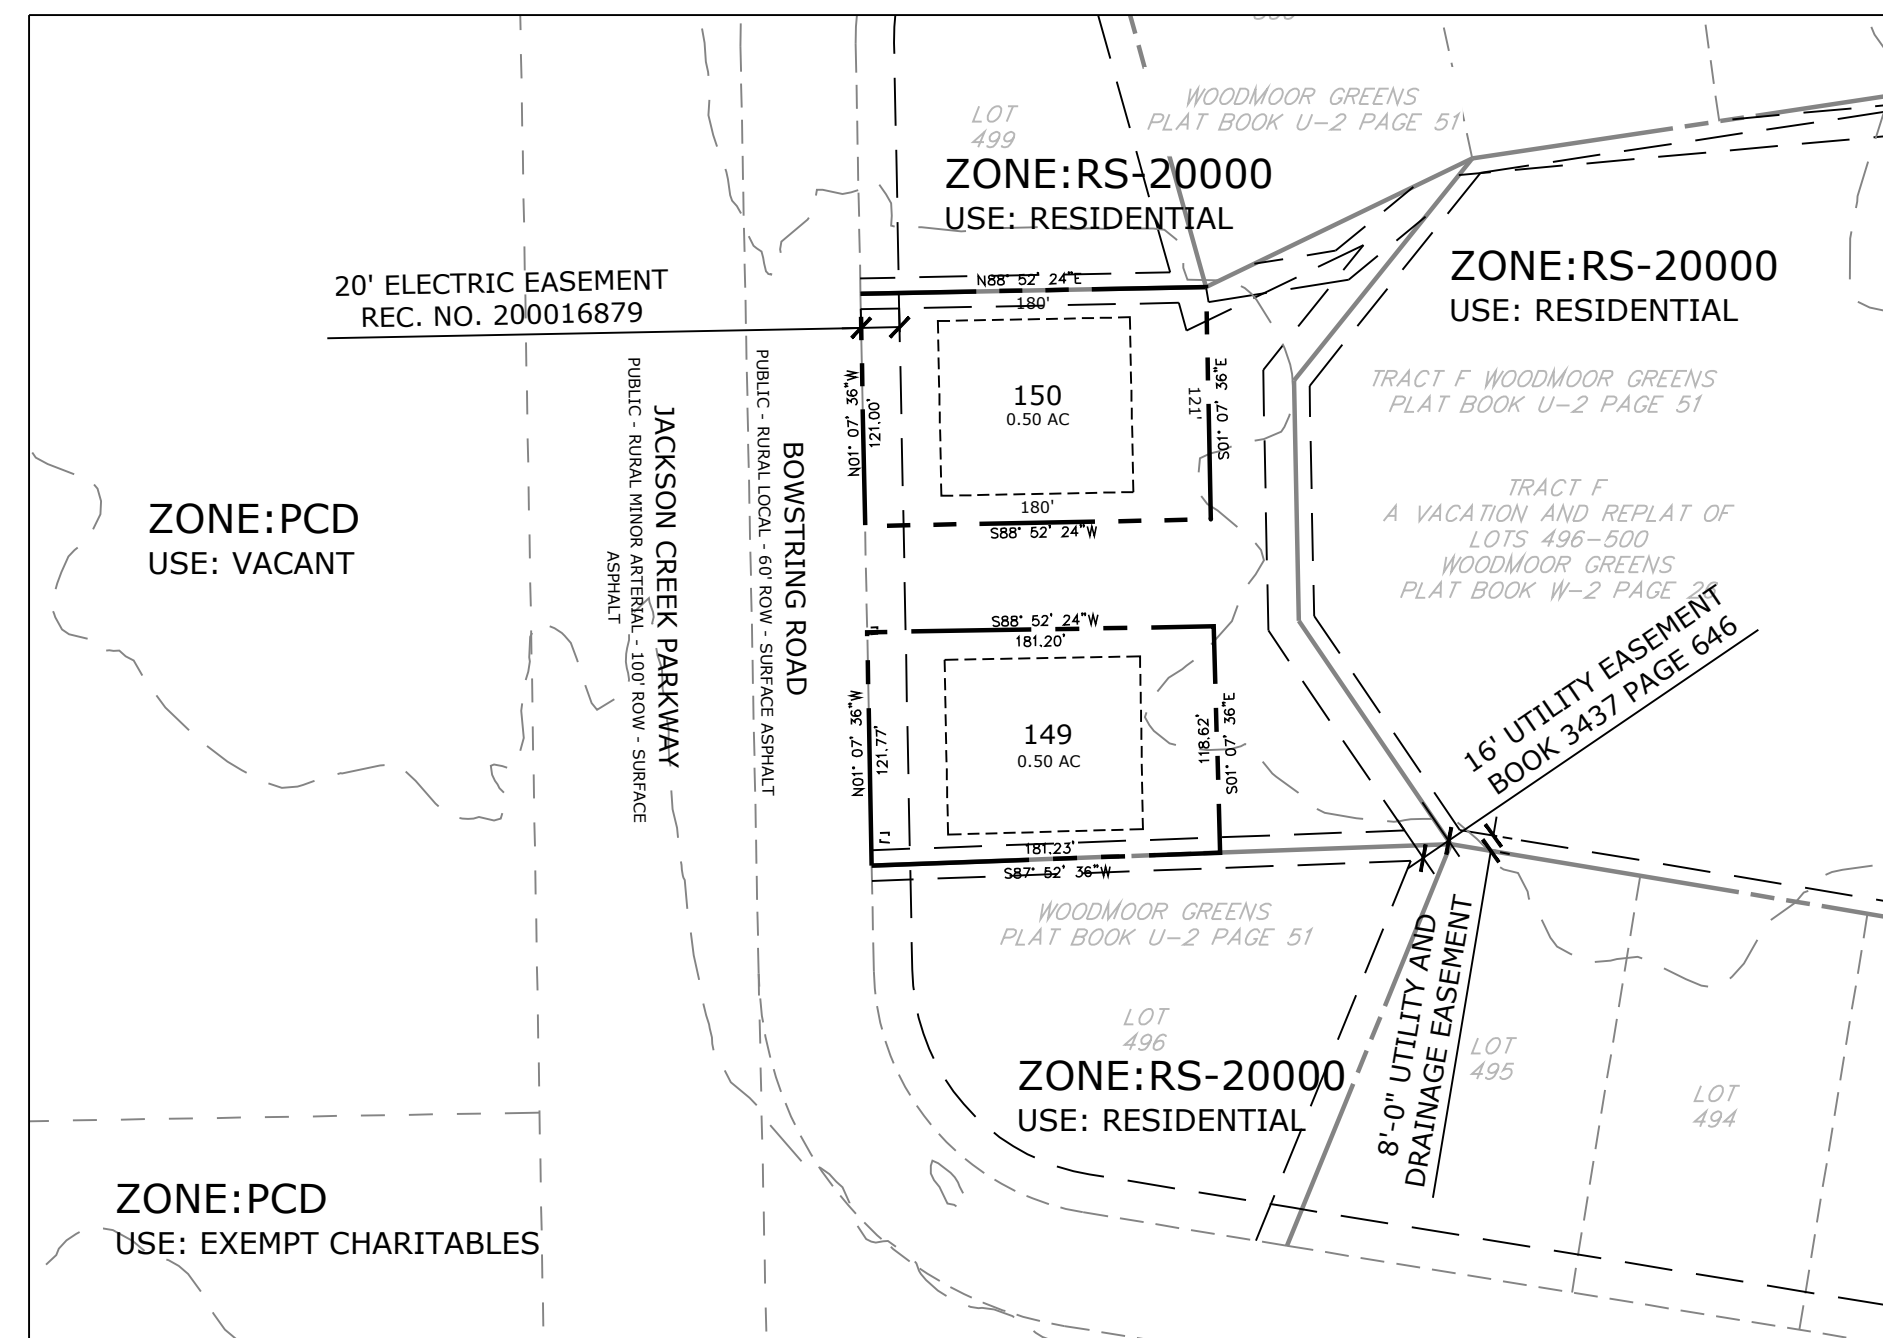 WOODMOOR GREENS
PLAT BOOK U-2 PAGE 51
LOT
499
ZONE:RS-20000
USE: RESIDENTIAL
ZONE:RS-20000
USE: RESIDENTIAL
20' ELECTRIC EASEMENT
REC. NO. 200016879
N88° 52' 24"E
180'
N01° 07' 36"W
121.00'
150
0.50 AC
121'
S01° 07' 36"E
180'
S88° 52' 24"W
TRACT F WOODMOOR GREENS
PLAT BOOK U-2 PAGE 51
TRACT F
A VACATION AND REPLAT OF
LOTS 496-500
WOODMOOR GREENS
PLAT BOOK W-2 PAGE
ZONE:PCD
USE: VACANT
JACKSON CREEK PARKWAY
PUBLIC - RURAL MINOR ARTERIAL - 100' ROW - SURFACE
ASPHALT
BOWSTRING ROAD
PUBLIC - RURAL LOCAL - 60' ROW - SURFACE ASPHALT
S88° 52' 24"W
181.20'
N01° 07' 36"W
121.77'
149
0.50 AC
118.62'
S01° 07' 36"E
181.23'
S87° 52' 36"W
16' UTILITY EASEMENT
BOOK 3437 PAGE 646
WOODMOOR GREENS
PLAT BOOK U-2 PAGE 51
LOT
496
ZONE:RS-20000
USE: RESIDENTIAL
8'-0" UTILITY AND
DRAINAGE EASEMENT
LOT
495
LOT
494
ZONE:PCD
USE: EXEMPT CHARITABLES